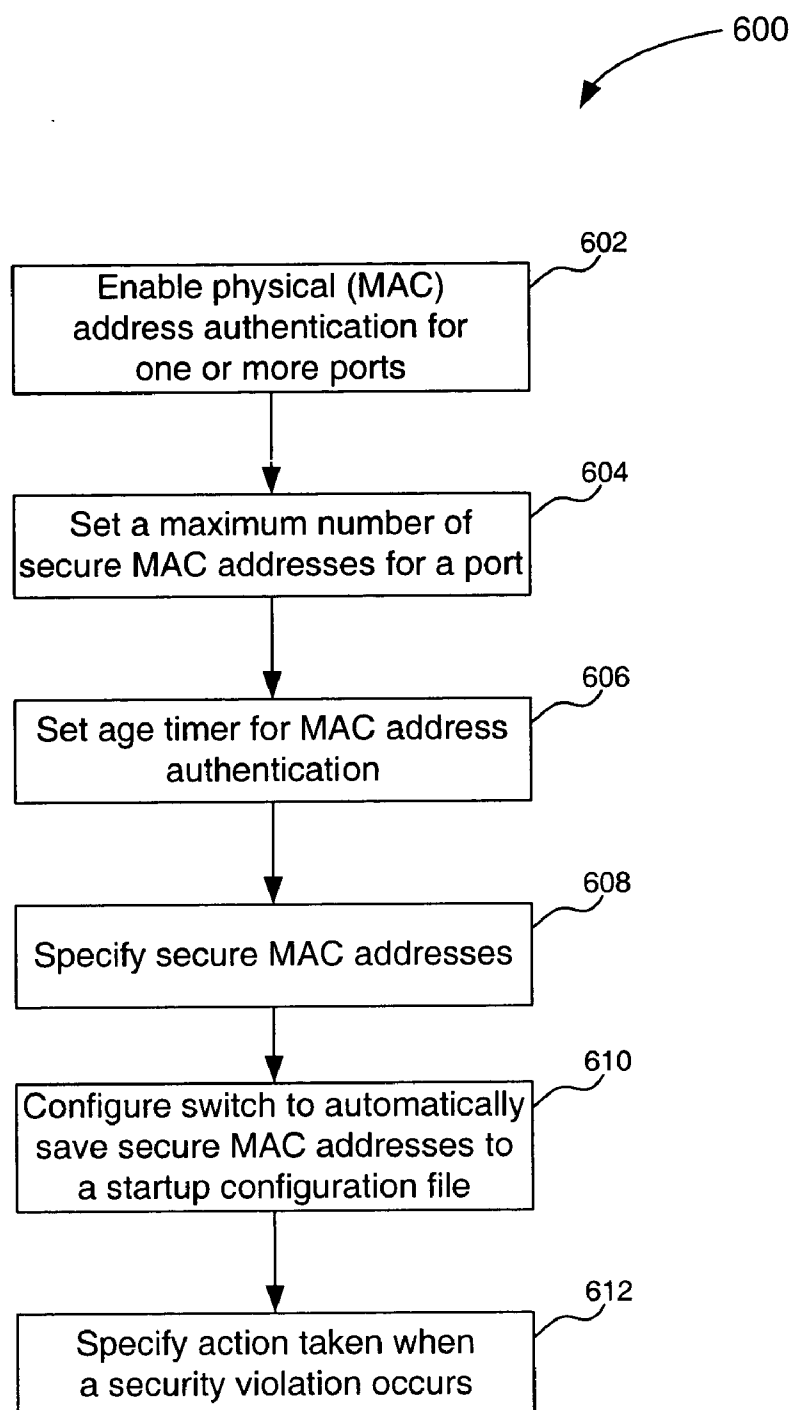 600
602
Enable physical (MAC)
address authentication for
one or more ports
604
Set a maximum number of
secure MAC addresses for a port
606
Set age timer for MAC address
authentication
608
Specify secure MAC addresses
610
Configure switch to automatically
save secure MAC addresses to
a startup configuration file
612
Specify action taken when
a security violation occurs